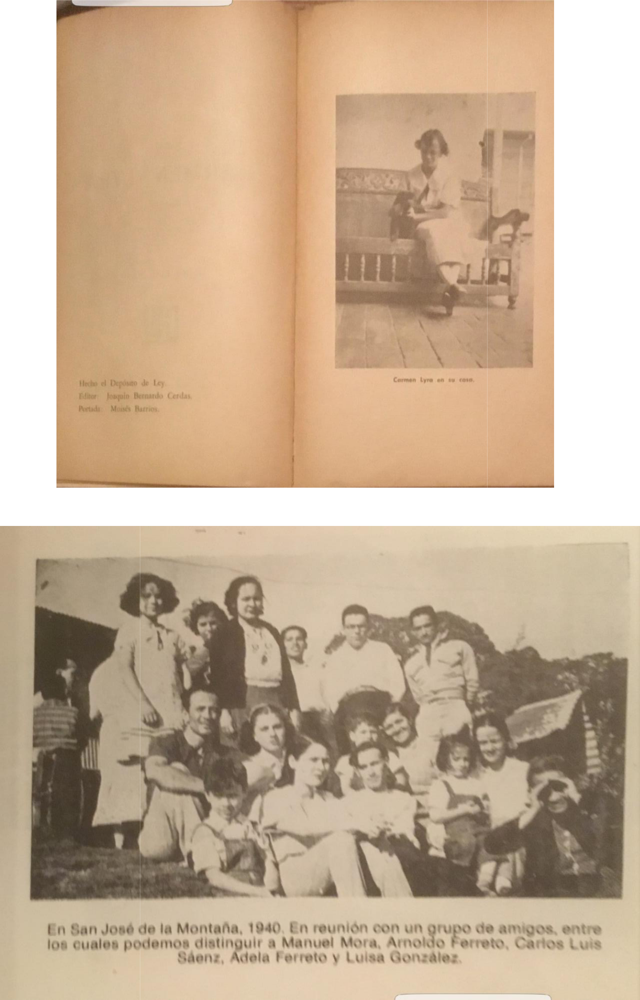 Hecho el Depósito de Ley.
Editor: Joaquín Bernardo Cerdas.
Portada: Moisés Barrios.
Carmen Lyra en su casa.
En San José de la Montaña, 1940. En reunión con un grupo de amigos, entre
los cuales podemos distinguir a Manuel Mora, Arnoldo Ferreto, Carlos Luis
Sáenz, Adela Ferreto y Luisa González.